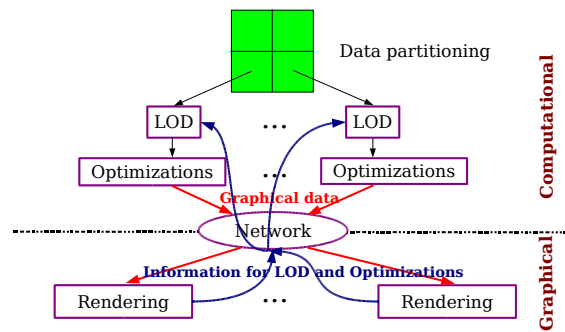 Data partitioning
LOD
...
LOD
Optimizations
...
Optimizations
Graphical data
Network
Information for LOD and Optimizations
Rendering
...
Rendering
Computational
Graphical